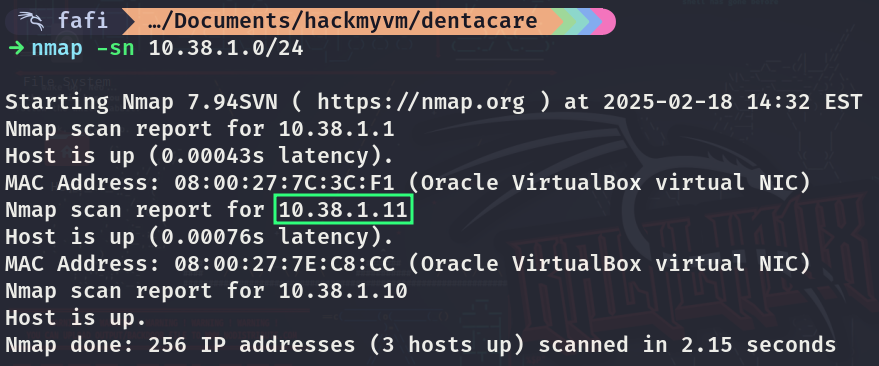 fafi …/Documents/hackmyvm/dentacare
➜ nmap -sn 10.38.1.0/24
File System
Starting Nmap 7.94SVN ( https://nmap.org ) at 2025-02-18 14:32 EST
Nmap scan report for 10.38.1.1
Host is up (0.00043s latency).
MAC Address: 08:00:27:7C:3C:F1 (Oracle VirtualBox virtual NIC)
Nmap scan report for 10.38.1.11
Host is up (0.00076s latency).
MAC Address: 08:00:27:7E:C8:CC (Oracle VirtualBox virtual NIC)
Nmap scan report for 10.38.1.10
Host is up.
Nmap done: 256 IP addresses (3 hosts up) scanned in 2.15 seconds